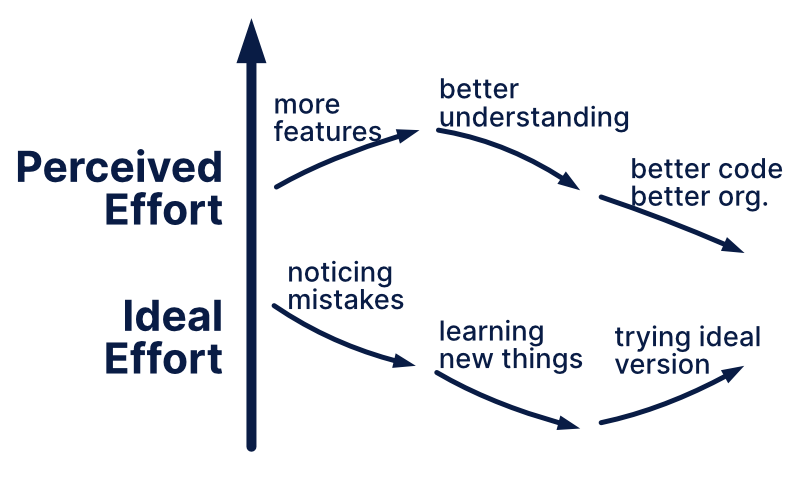 Perceived
Effort
more
features
better
understanding
better code
better org.
Ideal
Effort
noticing
mistakes
learning
new things
trying ideal
version